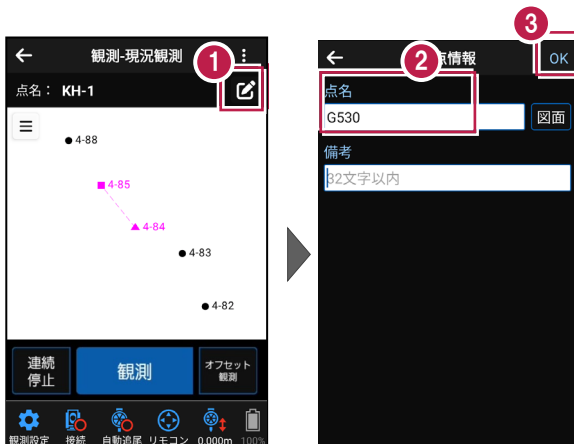 観測-現況観測
1
点名： KH-1
4-88
4-85
4-84
4-83
4-82
連続
停止
観測
オフセット
観測
観測設定 接続 自動追尾 リモコン 0.000m 100%
3
2
点情報
OK
点名
G530
図面
備考
32文字以内